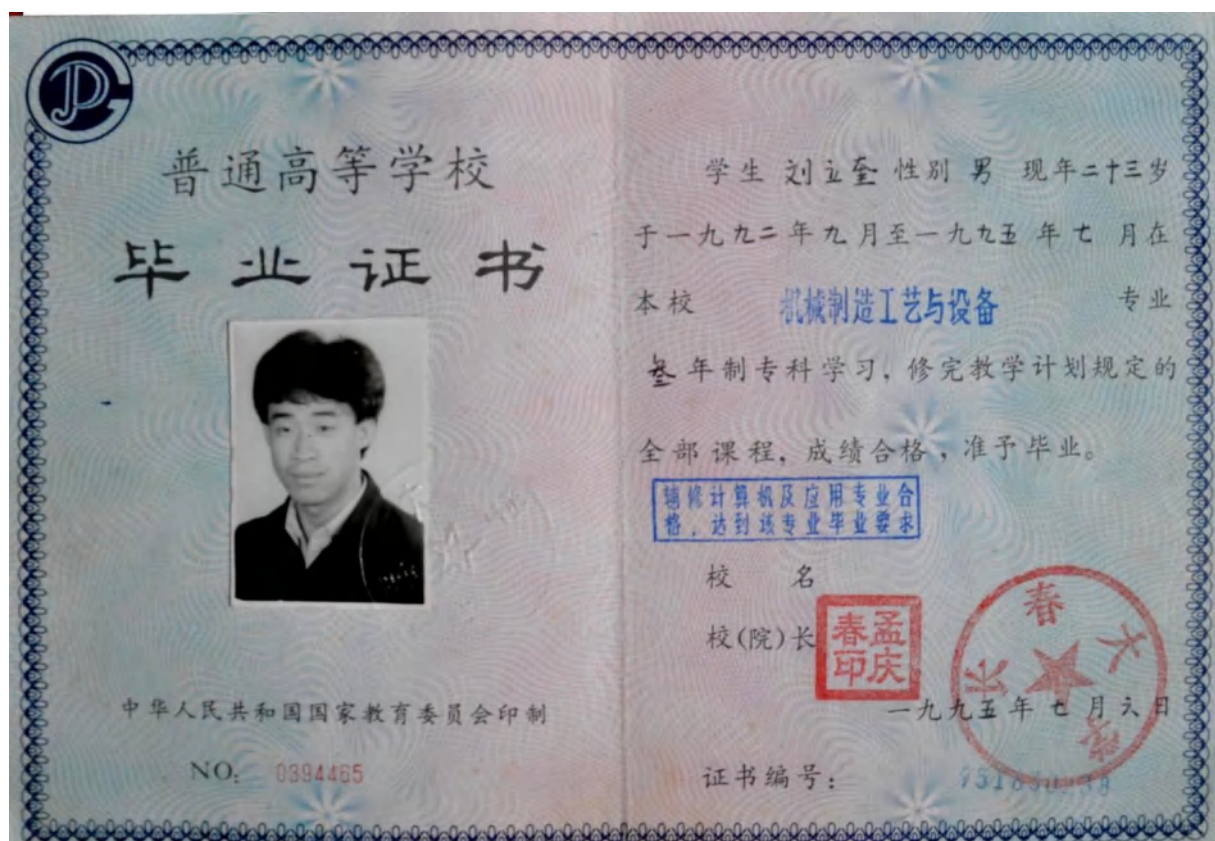 普通高等学校
毕业证书
中华人民共和国国家教育委员会印制
NO: 0394465
学生 刘立奎 性别 男 现年二十三岁
于一九九二年九月至一九九五年七月在
本校 机械制造工艺与设备 专业
叁年制专科学习，修完教学计划规定的
全部课程，成绩合格，准予毕业。
辅修计算机及应用专业合
格，达到该专业毕业要求
校 名
长春大学
校(院)长
孟庆春印
一九九五年七月六日
证书编号：